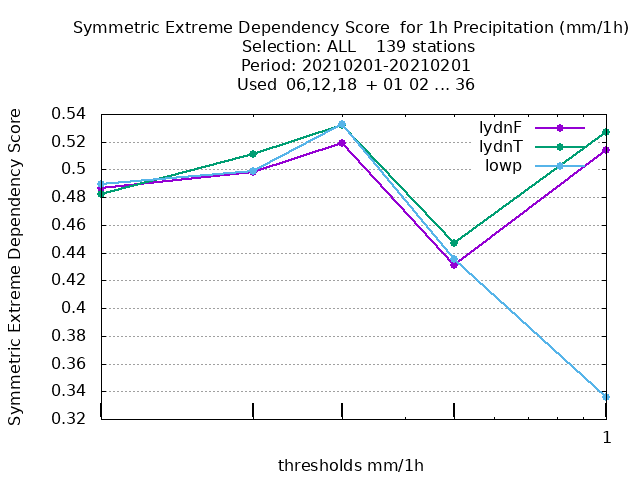 Symmetric Extreme Dependency Score  for 1h Precipitation (mm/1h)
Selection: ALL    139 stations
Period: 20210201-20210201
Used  06,12,18  + 01 02 ... 36
Symmetric Extreme Dependency Score
0.54
0.52
0.5
0.48
0.46
0.44
0.42
0.4
0.38
0.36
0.34
0.32
lydnF
lydnT
lowp
1
thresholds mm/1h